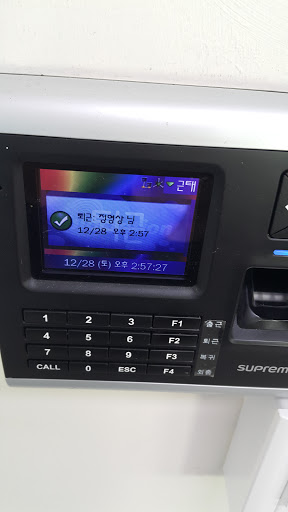 근태
퇴근: 정명상 님
12/28 오후 2:57
12/28 (토) 오후 2:57:27
1 2 3 F1 출근
4 5 6 F2 퇴근
7 8 9 F3 복귀
CALL 0 ESC F4 외출
suprem